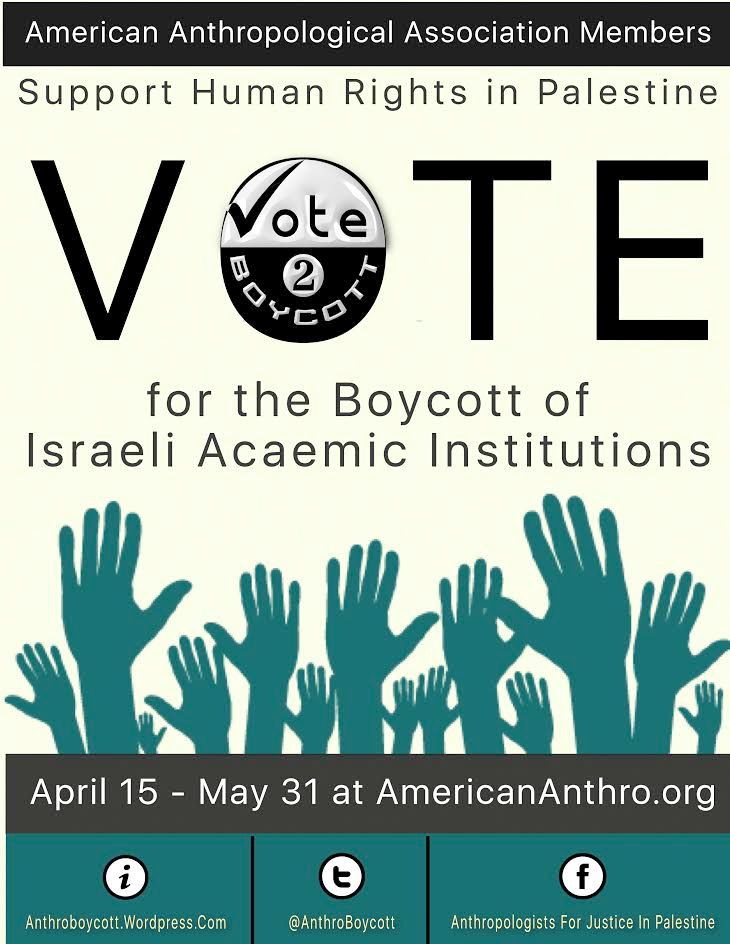 American Anthropological Association Members
Support Human Rights in Palestine
VOTE
Vote
2
BOYCOTT
for the Boycott of
Israeli Acaemic Institutions
April 15 - May 31 at AmericanAnthro.org
Anthroboycott.Wordpress.Com
@AnthroBoycott
Anthropologists For Justice In Palestine